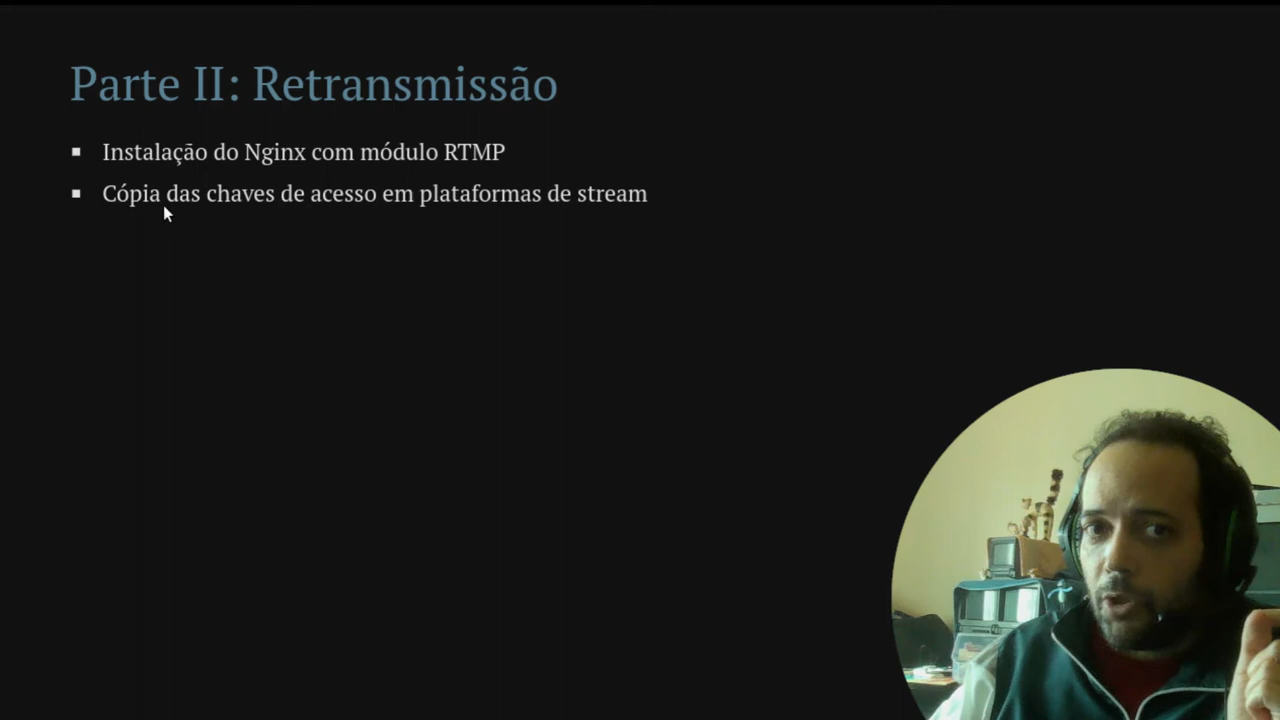 Parte II: Retransmissão
Instalação do Nginx com módulo RTMP
Cópia das chaves de acesso em plataformas de stream